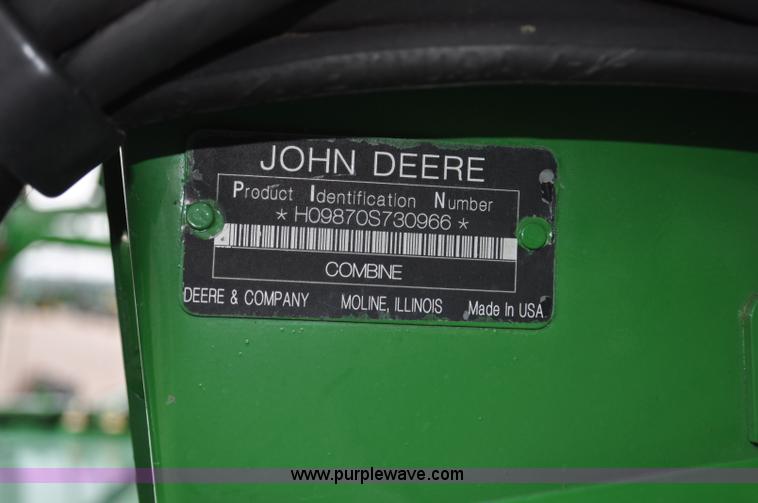 JOHN DEERE
Product Identification Number
* H09870S730966 *
COMBINE
DEERE & COMPANY MOLINE, ILLINOIS Made In USA
www.purplewave.com